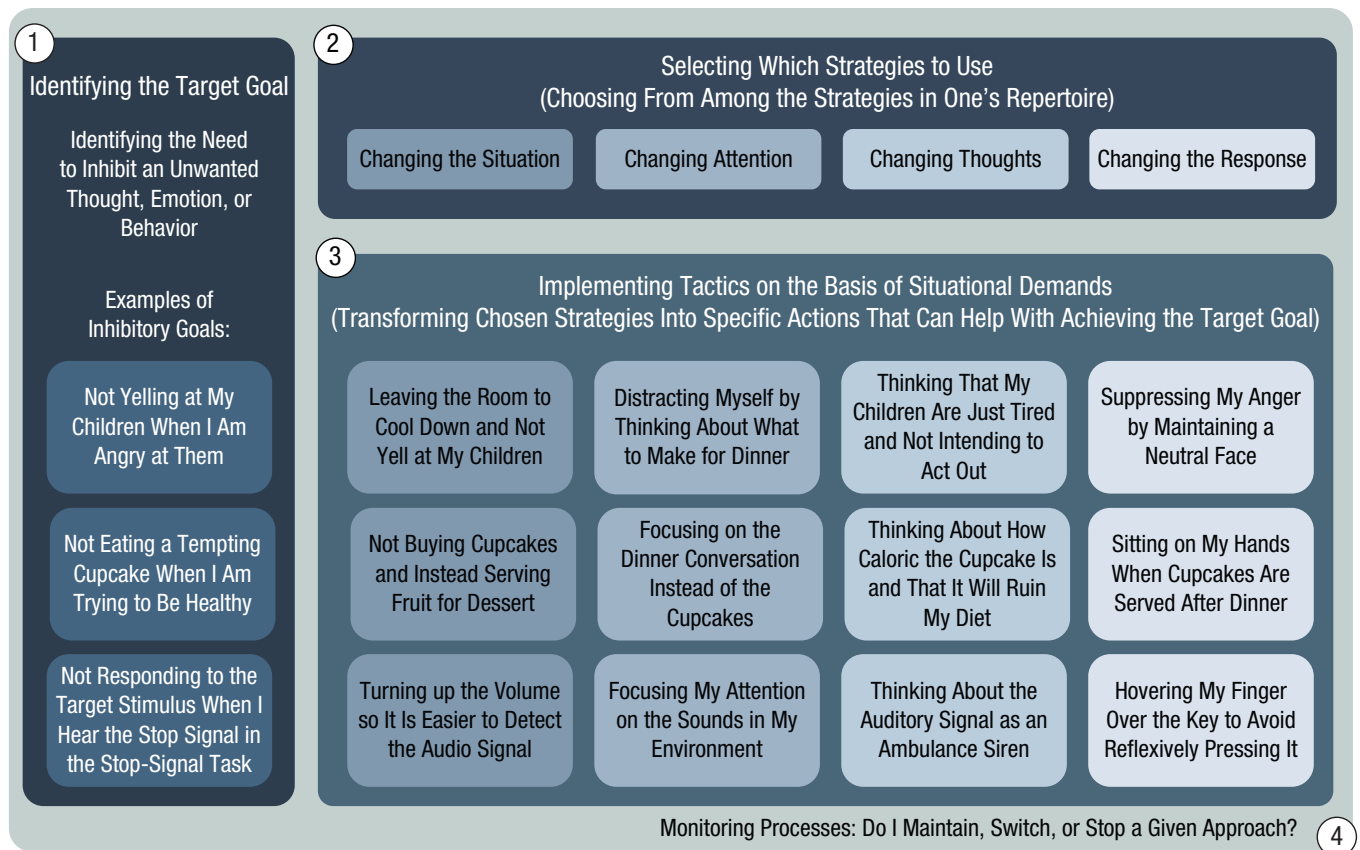 1
Identifying the Target Goal
Identifying the Need
to Inhibit an Unwanted
Thought, Emotion, or
Behavior
Examples of
Inhibitory Goals:
Not Yelling at My
Children When I Am
Angry at Them
Not Eating a Tempting
Cupcake When I Am
Trying to Be Healthy
Not Responding to the
Target Stimulus When I
Hear the Stop Signal in
the Stop-Signal Task
2
Selecting Which Strategies to Use
(Choosing From Among the Strategies in One's Repertoire)
Changing the Situation
Changing Attention
Changing Thoughts
Changing the Response
3
Implementing Tactics on the Basis of Situational Demands
(Transforming Chosen Strategies Into Specific Actions That Can Help With Achieving the Target Goal)
Leaving the Room to
Cool Down and Not
Yell at My Children
Distracting Myself by
Thinking About What
to Make for Dinner
Thinking That My
Children Are Just Tired
and Not Intending to
Act Out
Suppressing My Anger
by Maintaining a
Neutral Face
Not Buying Cupcakes
and Instead Serving
Fruit for Dessert
Focusing on the
Dinner Conversation
Instead of the
Cupcakes
Thinking About How
Caloric the Cupcake Is
and That It Will Ruin
My Diet
Sitting on My Hands
When Cupcakes Are
Served After Dinner
Turning up the Volume
so It Is Easier to Detect
the Audio Signal
Focusing My Attention
on the Sounds in My
Environment
Thinking About the
Auditory Signal as an
Ambulance Siren
Hovering My Finger
Over the Key to Avoid
Reflexively Pressing It
Monitoring Processes: Do I Maintain, Switch, or Stop a Given Approach?
4